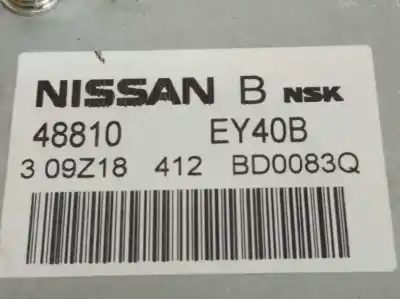 NISSAN B NSK
48810 EY40B
3 09Z18 412 BD0083Q